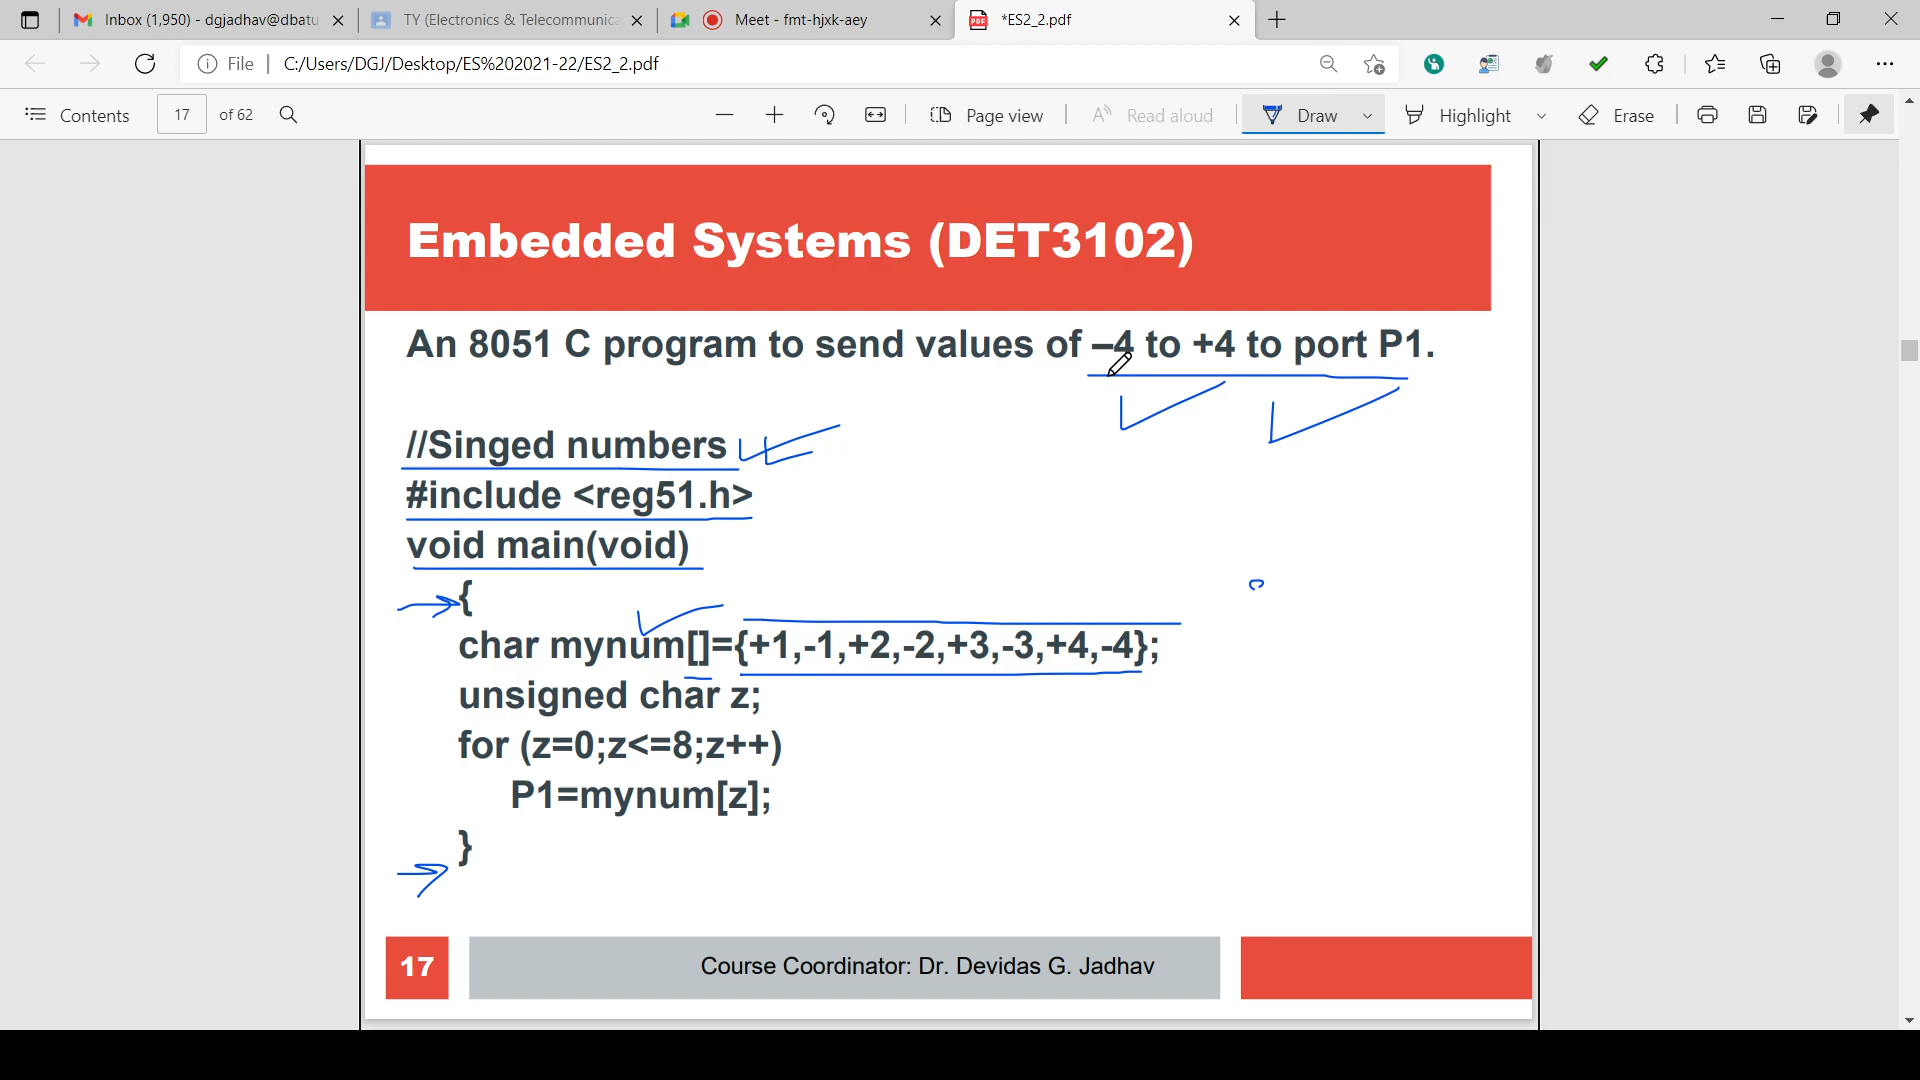 Inbox (1,950) - dgjadhav@dbatu
TY (Electronics & Telecommunica
Meet - fmt-hjxk-aey
PDF
*ES2_2.pdf
File
C:/Users/DGJ/Desktop/ES%202021-22/ES2_2.pdf
Contents
17
of 62
Page view
Read aloud
Draw
Highlight
Erase
Embedded Systems (DET3102)
An 8051 C program to send values of –4 to +4 to port P1.
//Singed numbers
#include <reg51.h>
void main(void)
{
char mynum[]={+1,-1,+2,-2,+3,-3,+4,-4};
unsigned char z;
for (z=0;z<=8;z++)
P1=mynum[z];
}
17
Course Coordinator: Dr. Devidas G. Jadhav